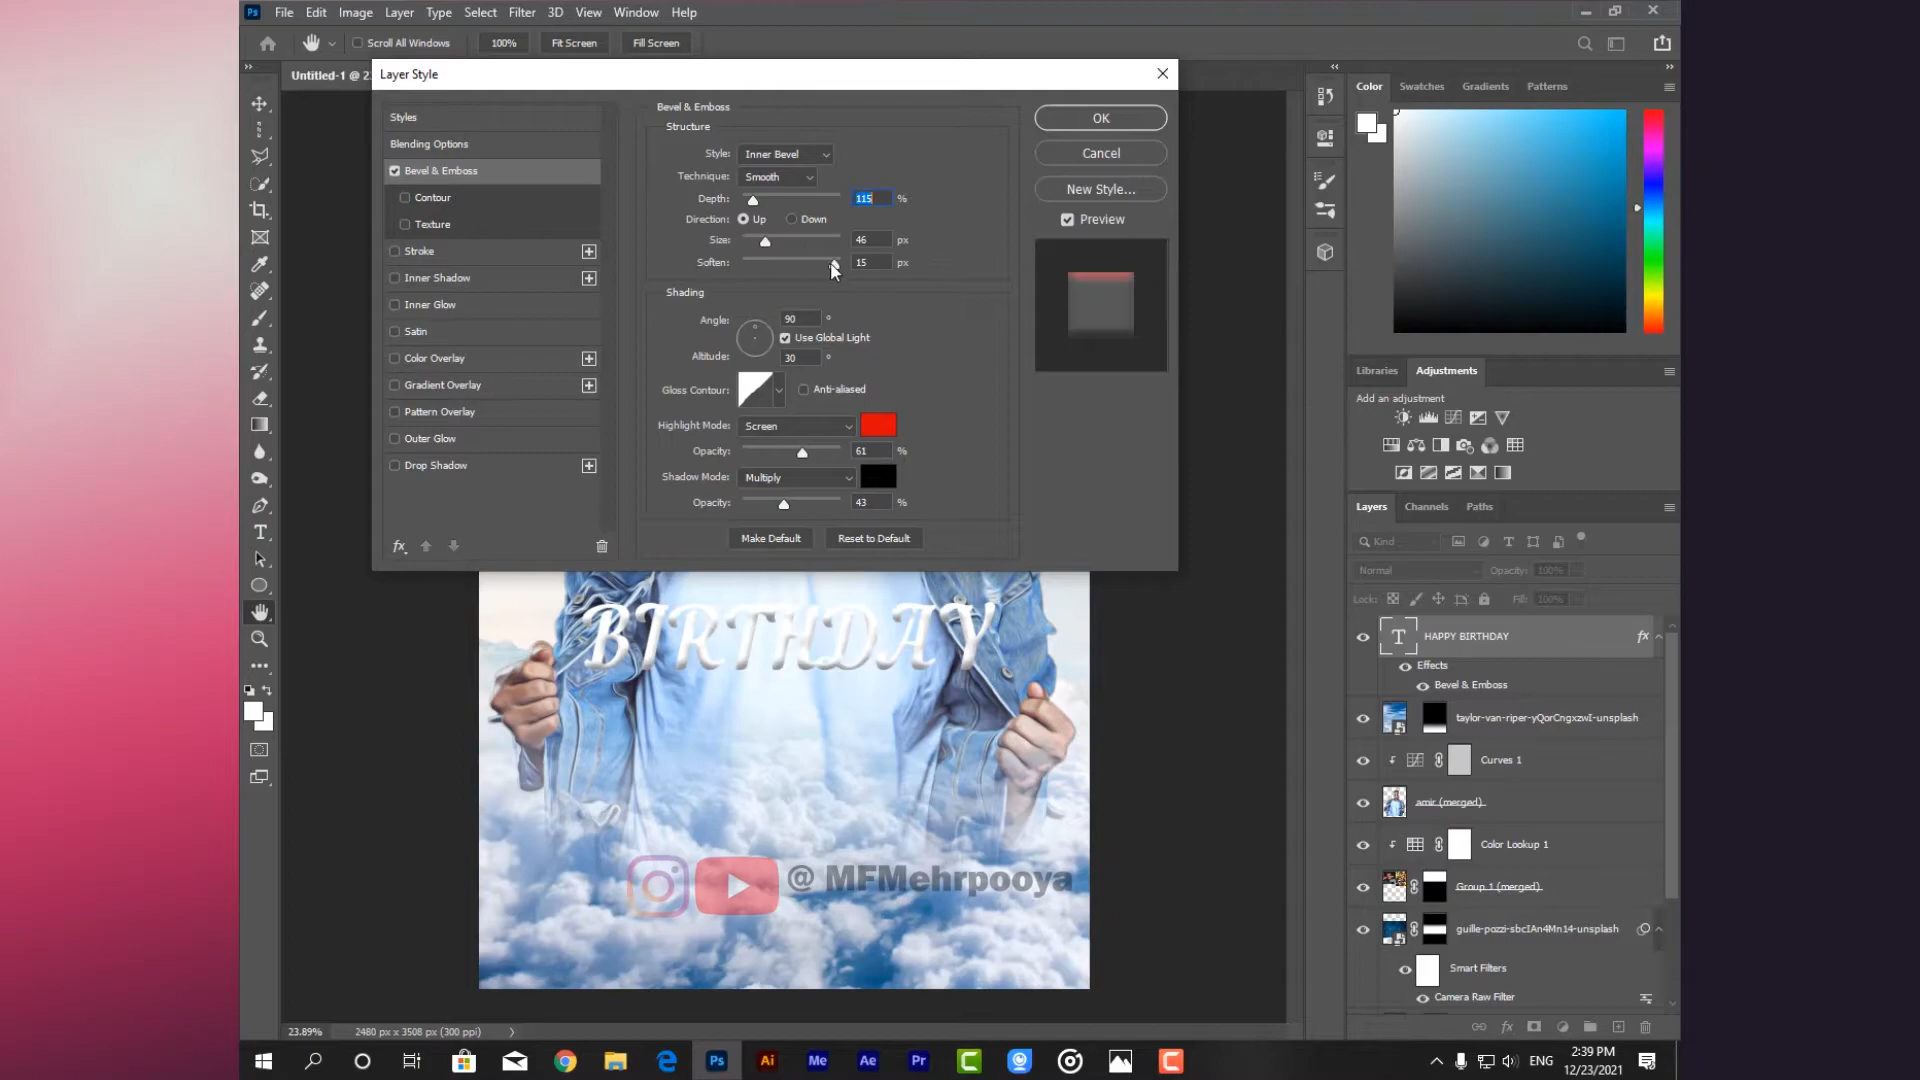 File Edit Image Layer Type Select Filter 3D View Window Help
Scroll All Windows 100% Fit Screen Fill Screen
Untitled-1 @ 2
Layer Style
Styles
Blending Options
Bevel & Emboss
Contour
Texture
Stroke
Inner Shadow
Inner Glow
Satin
Color Overlay
Gradient Overlay
Pattern Overlay
Outer Glow
Drop Shadow
fx
Bevel & Emboss
Structure
Style: Inner Bevel
Technique: Smooth
Depth: 115 %
Direction: Up Down
Size: 46 px
Soften: 15 px
Shading
Angle: 90 °
Use Global Light
Altitude: 30 °
Gloss Contour: Anti-aliased
Highlight Mode: Screen
Opacity: 61 %
Shadow Mode: Multiply
Opacity: 43 %
Make Default Reset to Default
OK
Cancel
New Style...
Preview
BIRTHDAY
@ MFMehrpooya
Color Swatches Gradients Patterns
Libraries Adjustments
Add an adjustment
Layers Channels Paths
Kind
Normal Opacity: 100%
Lock: Fill: 100%
HAPPY BIRTHDAY fx
Effects
Bevel & Emboss
taylor-van-riper-yQorCngxzwI-unsplash
Curves 1
amir (merged)
Color Lookup 1
Group 1 (merged)
guille-pozzi-sbcIAn4Mn14-unsplash
Smart Filters
Camera Raw Filter
fx
23.89% 2480 px x 3508 px (300 ppi)
Ps Ai Me Ae Pr
ENG
2:39 PM
12/23/2021